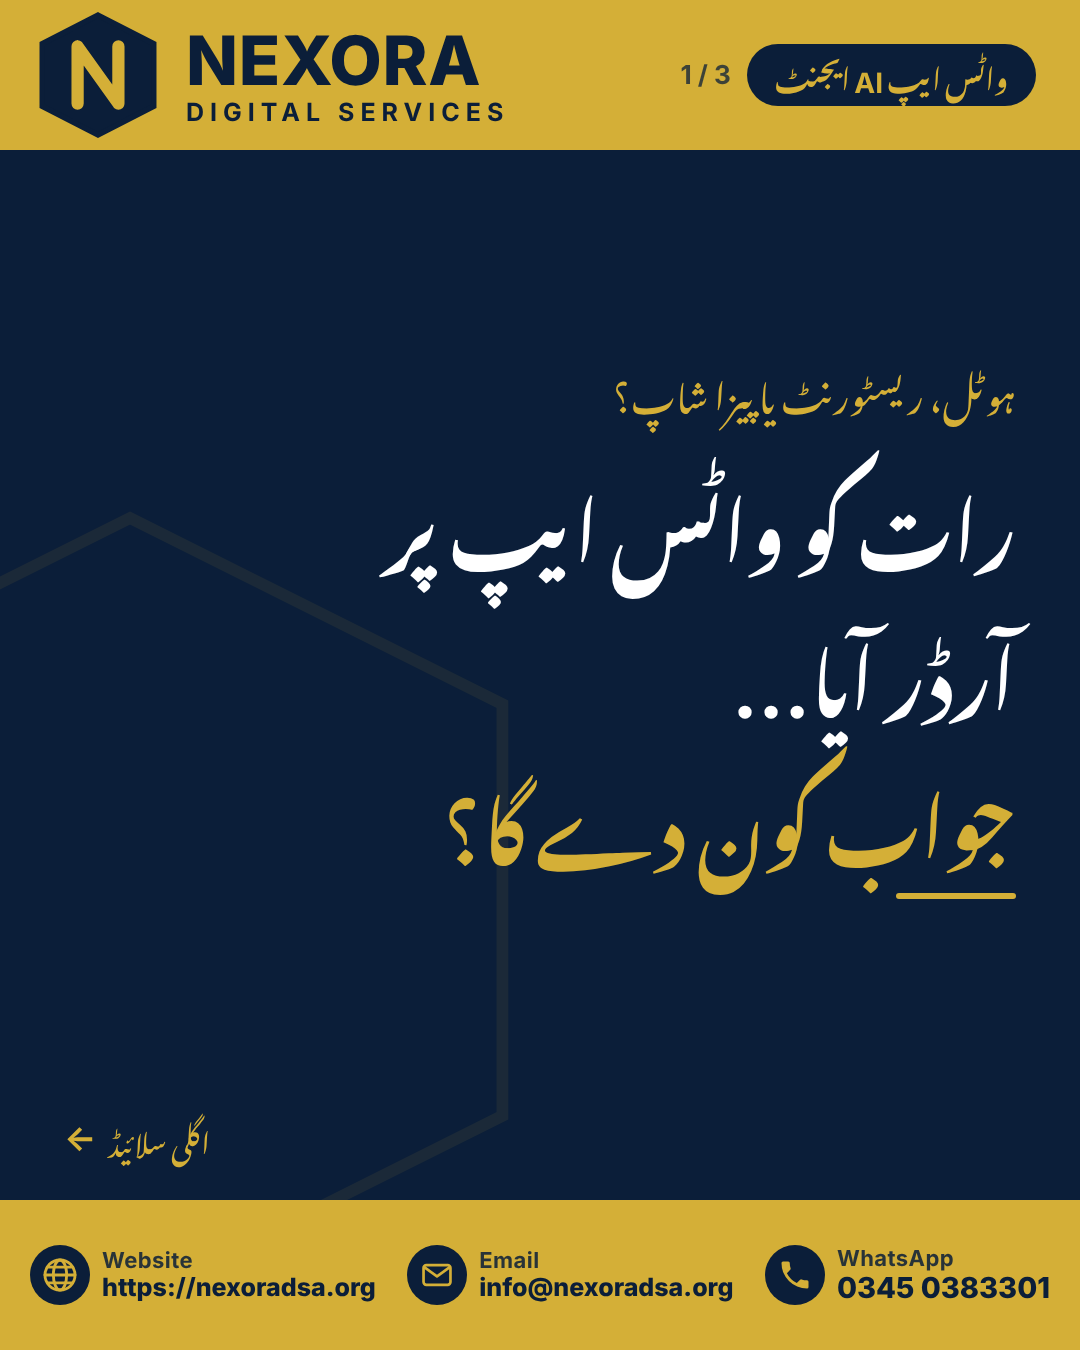 NEXORA
DIGITAL SERVICES
1 / 3
واٹس ایپ AI ایجنٹ
ہوٹل، ریسٹورنٹ یا پیزا شاپ؟
رات کو واٹس ایپ پر
آرڈر آیا...
جواب کون دے گا؟
اگلی سلائیڈ ←
Website
https://nexoradsa.org
Email
info@nexoradsa.org
WhatsApp
0345 0383301